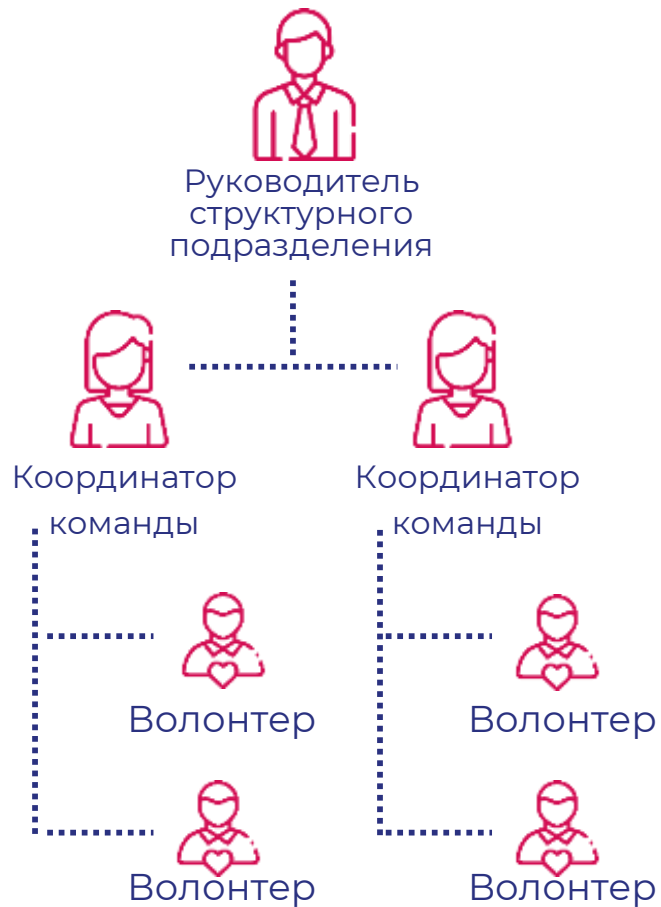 Руководитель
структурного
подразделения
Координатор
команды
Координатор
команды
Волонтер
Волонтер
Волонтер
Волонтер